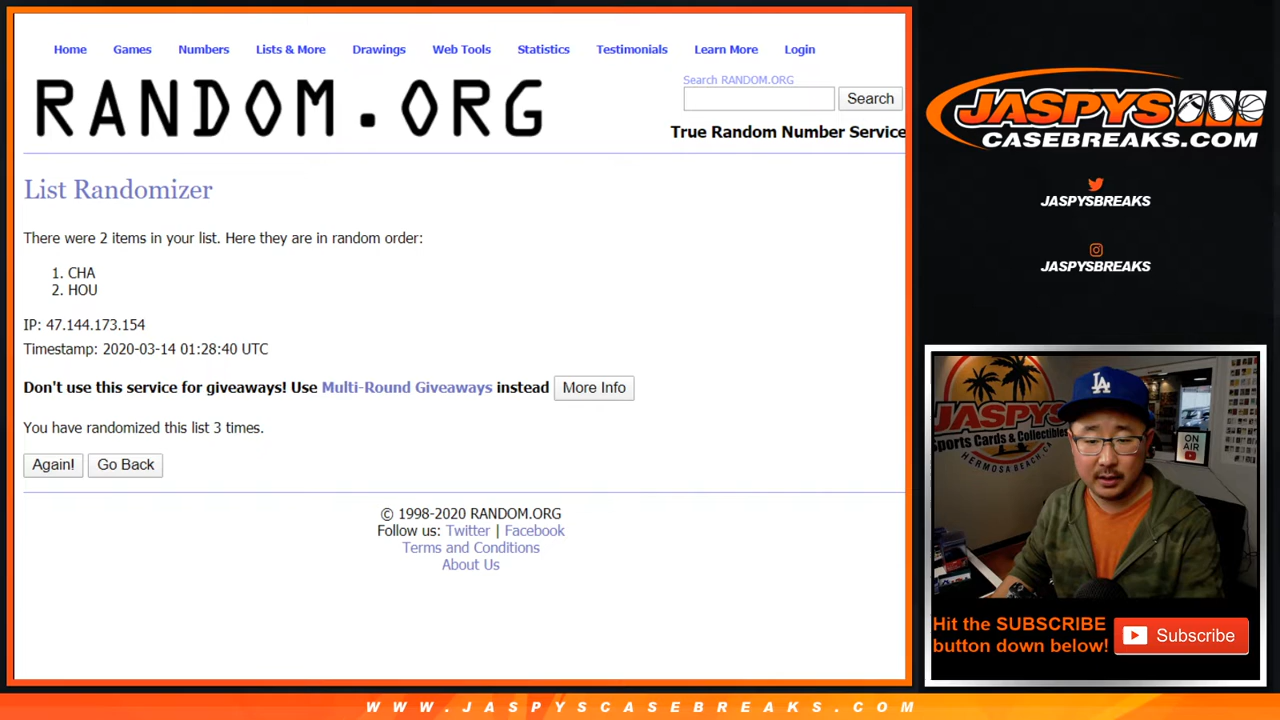 Home Games Numbers Lists & More Drawings Web Tools Statistics Testimonials Learn More Login
RANDOM.ORG
Search RANDOM.ORG
Search
True Random Number Service
List Randomizer
There were 2 items in your list. Here they are in random order:
1. CHA
2. HOU
IP: 47.144.173.154
Timestamp: 2020-03-14 01:28:40 UTC
Don't use this service for giveaways! Use Multi-Round Giveaways instead More Info
You have randomized this list 3 times.
Again! Go Back
© 1998-2020 RANDOM.ORG
Follow us: Twitter | Facebook
Terms and Conditions
About Us
JASPYS
CASEBREAKS.COM
JASPYSBREAKS
JASPYSBREAKS
JASPYS
Sports Cards & Collectibles
HERMOSA BEACH, CA
LA
ON
AIR
Hit the SUBSCRIBE
button down below!
Subscribe
WWW.JASPYSCASEBREAKS.COM